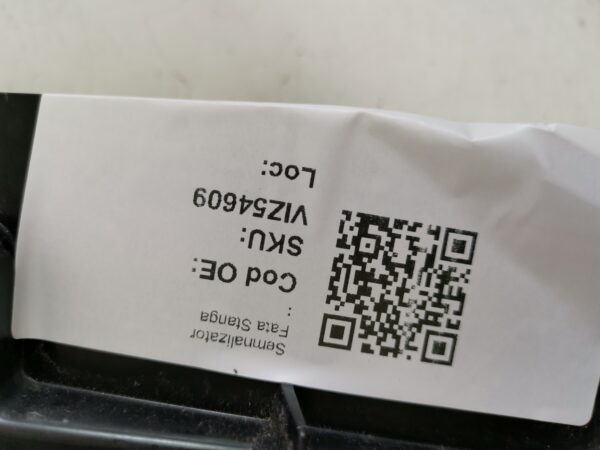 Semnalizator
Fata Stanga
:
Cod OE:
SKU:
VIZ54609
Loc: